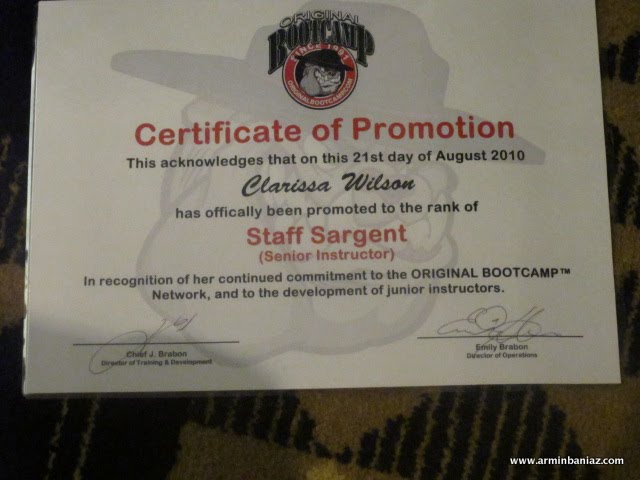 ORIGINAL
BOOTCAMP
SINCE 1981
ORIGINALBOOTCAMP.COM
Certificate of Promotion
This acknowledges that on this 21st day of August 2010
Clarissa Wilson
has offically been promoted to the rank of
Staff Sargent
(Senior Instructor)
In recognition of her continued commitment to the ORIGINAL BOOTCAMP™
Network, and to the development of junior instructors.
Chief J. Brabon
Director of Training & Development
Emily Brabon
Director of Operations
www.arminbaniaz.com